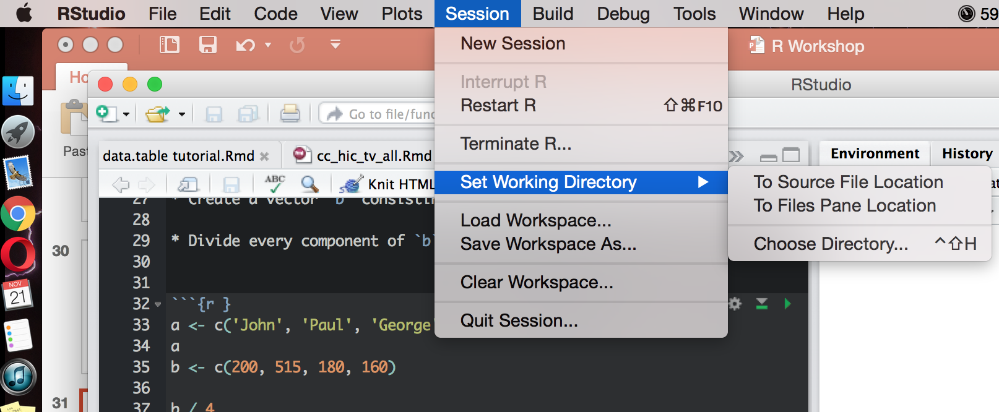 RStudio File Edit Code View Plots Session Build Debug Tools Window Help 59
R Workshop
New Session
Interrupt R
Restart R ⇧⌘F10
Terminate R...
Set Working Directory ▶
To Source File Location
To Files Pane Location
Choose Directory... ^⇧H
Load Workspace...
Save Workspace As...
Clear Workspace...
Quit Session...
Ho
RStudio
Go to file/func
Past
data.table tutorial.Rmd cc_hic_tv_all.Rmd
Environment History
ABC Knit HTML
27 * Create a vector `b` consistin
28
29 * Divide every component of `b`
30
31
32 ```{r }
33 a <- c('John', 'Paul', 'George'
34 a
35 b <- c(200, 515, 180, 160)
36
37 b / 4
30
31
NOV
21